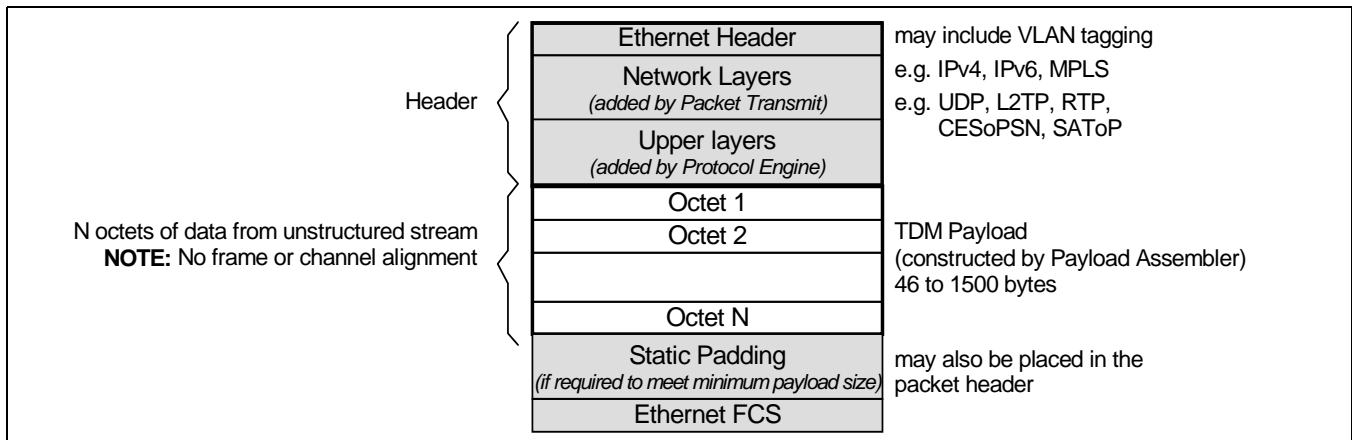 Header
N octets of data from unstructured stream
NOTE: No frame or channel alignment
Ethernet Header
Network Layers
(added by Packet Transmit)
Upper layers
(added by Protocol Engine)
Octet 1
Octet 2
Octet N
Static Padding
(if required to meet minimum payload size)
Ethernet FCS
may include VLAN tagging
e.g. IPv4, IPv6, MPLS
e.g. UDP, L2TP, RTP,
CESoPSN, SAToP
TDM Payload
(constructed by Payload Assembler)
46 to 1500 bytes
may also be placed in the
packet header